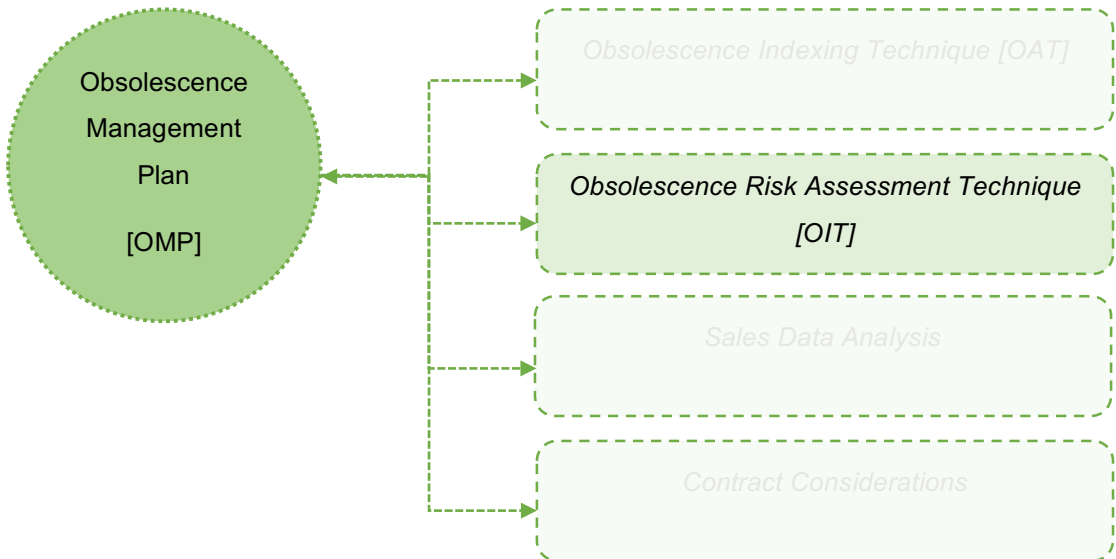 Obsolescence
Management
Plan
[OMP]
Obsolescence Indexing Technique [OAT]
Obsolescence Risk Assessment Technique
[OIT]
Sales Data Analysis
Contract Considerations